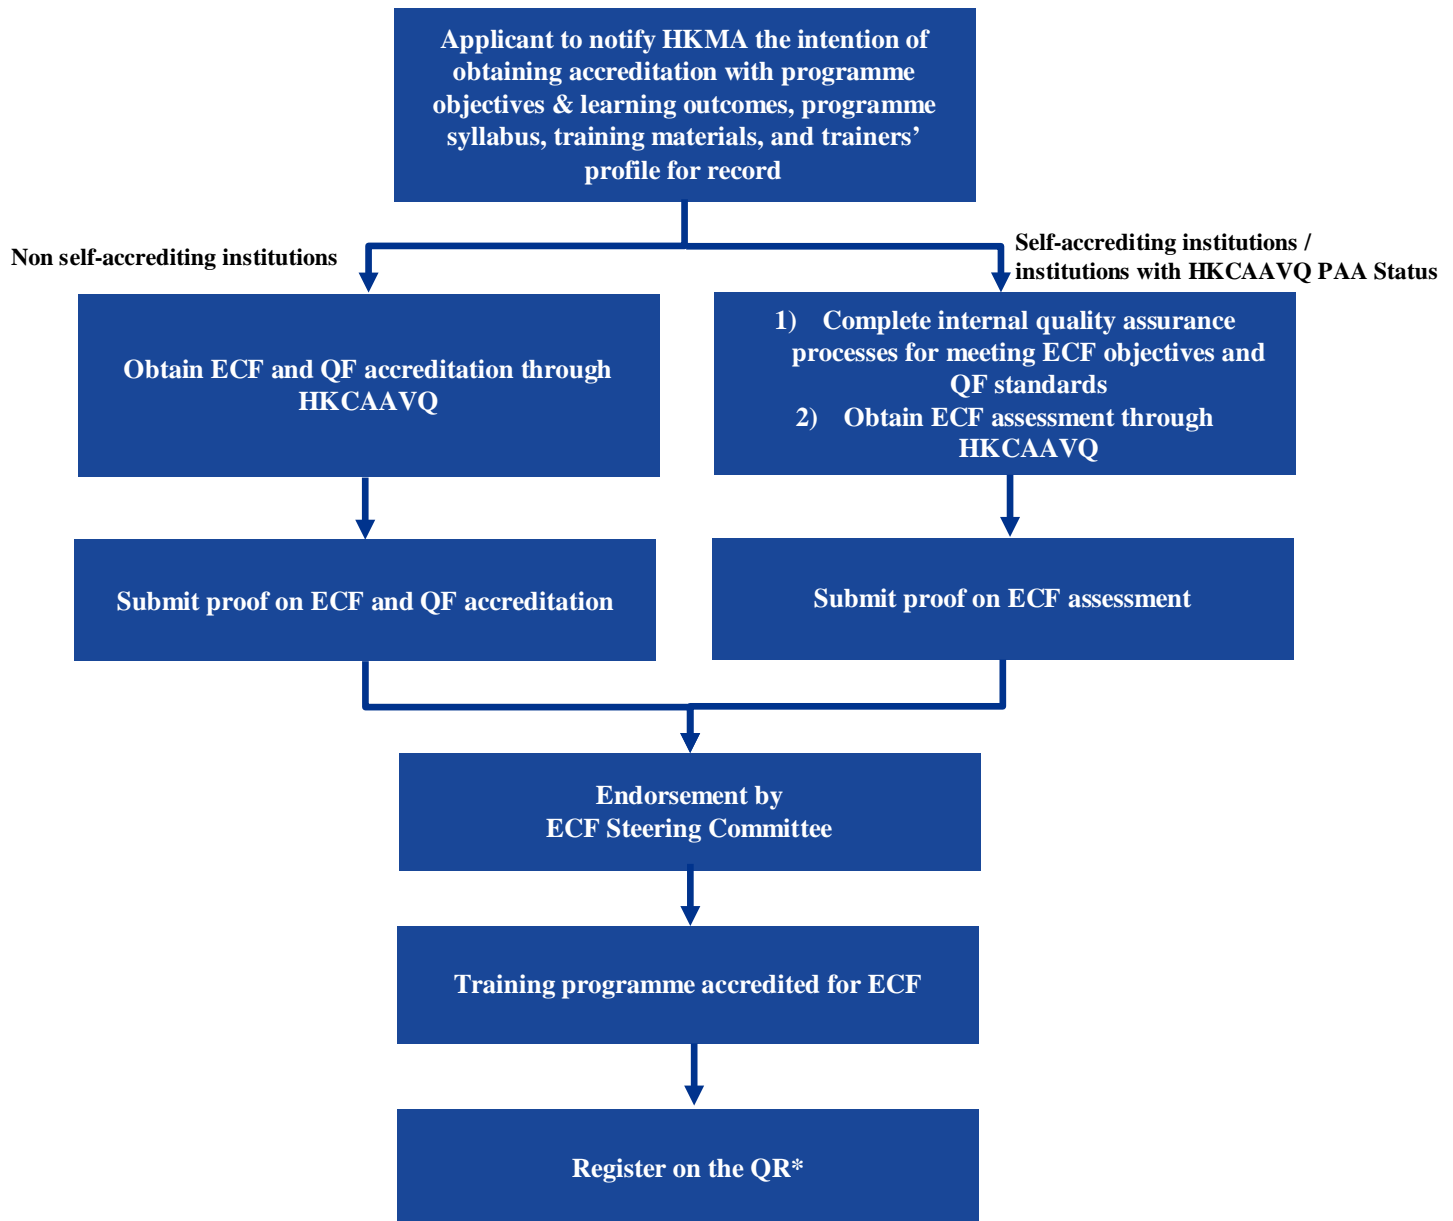 Applicant to notify HKMA the intention of
obtaining accreditation with programme
objectives & learning outcomes, programme
syllabus, training materials, and trainers’
profile for record
Non self-accrediting institutions
Self-accrediting institutions /
institutions with HKCAAVQ PAA Status
Obtain ECF and QF accreditation through
HKCAAVQ
1) Complete internal quality assurance
processes for meeting ECF objectives and
QF standards
2) Obtain ECF assessment through
HKCAAVQ
Submit proof on ECF and QF accreditation
Submit proof on ECF assessment
Endorsement by
ECF Steering Committee
Training programme accredited for ECF
Register on the QR*